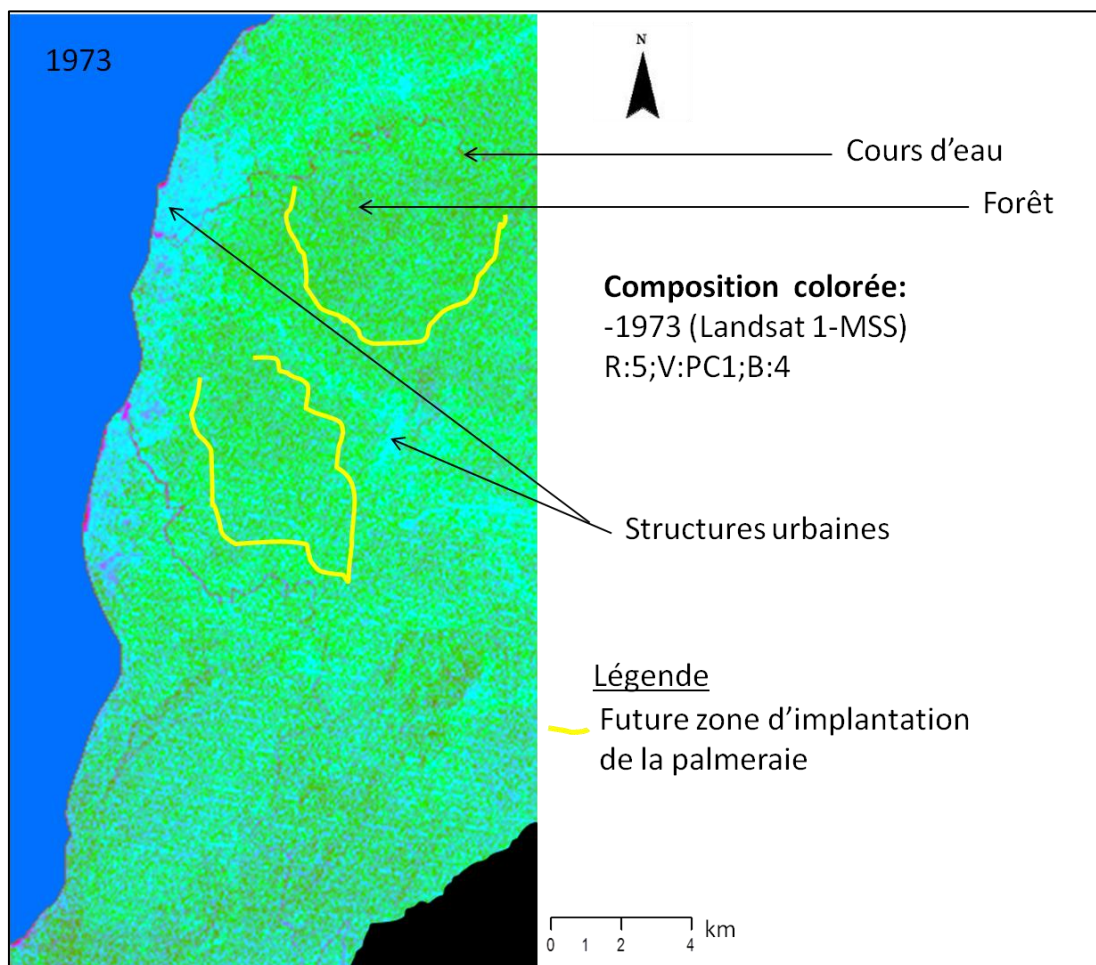 1973
N
Cours d'eau
Forêt
Composition colorée:
-1973 (Landsat 1-MSS)
R:5;V:PC1;B:4
Structures urbaines
Légende
Future zone d'implantation
de la palmeraie
km
0 1 2 4